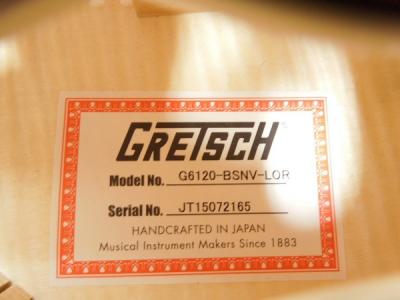 GRETSCH
Model No. G6120-BSNV-LOR
Serial No. JT15072165
HANDCRAFTED IN JAPAN
Musical Instrument Makers Since 1883